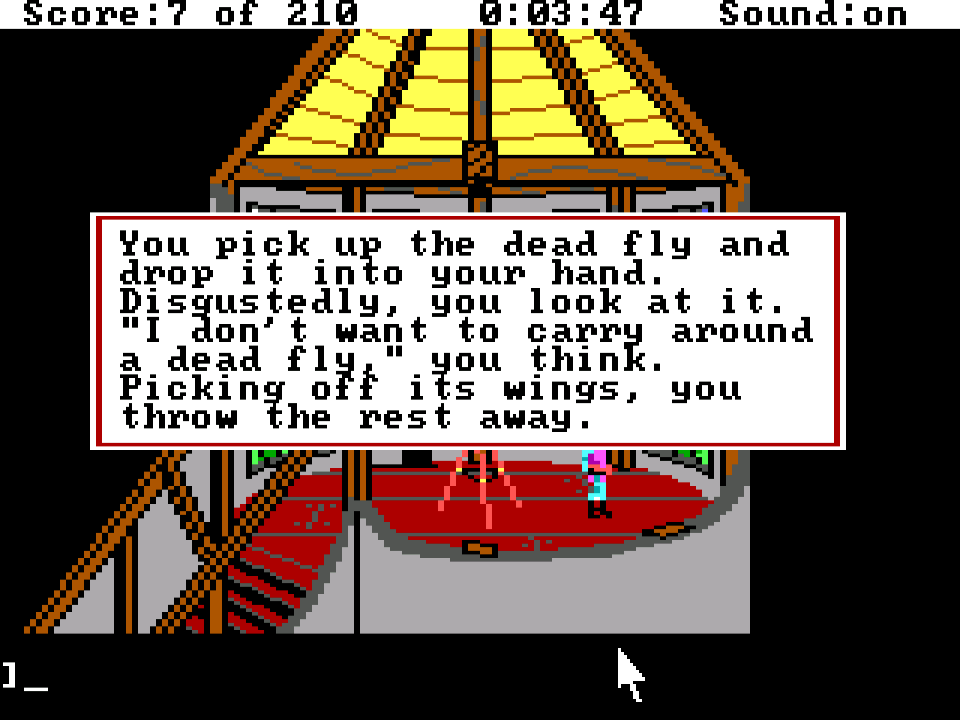 Score:7 of 210 0:03:47 Sound:on
You pick up the dead fly and
drop it into your hand.
Disgustedly, you look at it.
"I don't want to carry around
a dead fly," you think.
Picking off its wings, you
throw the rest away.
]_